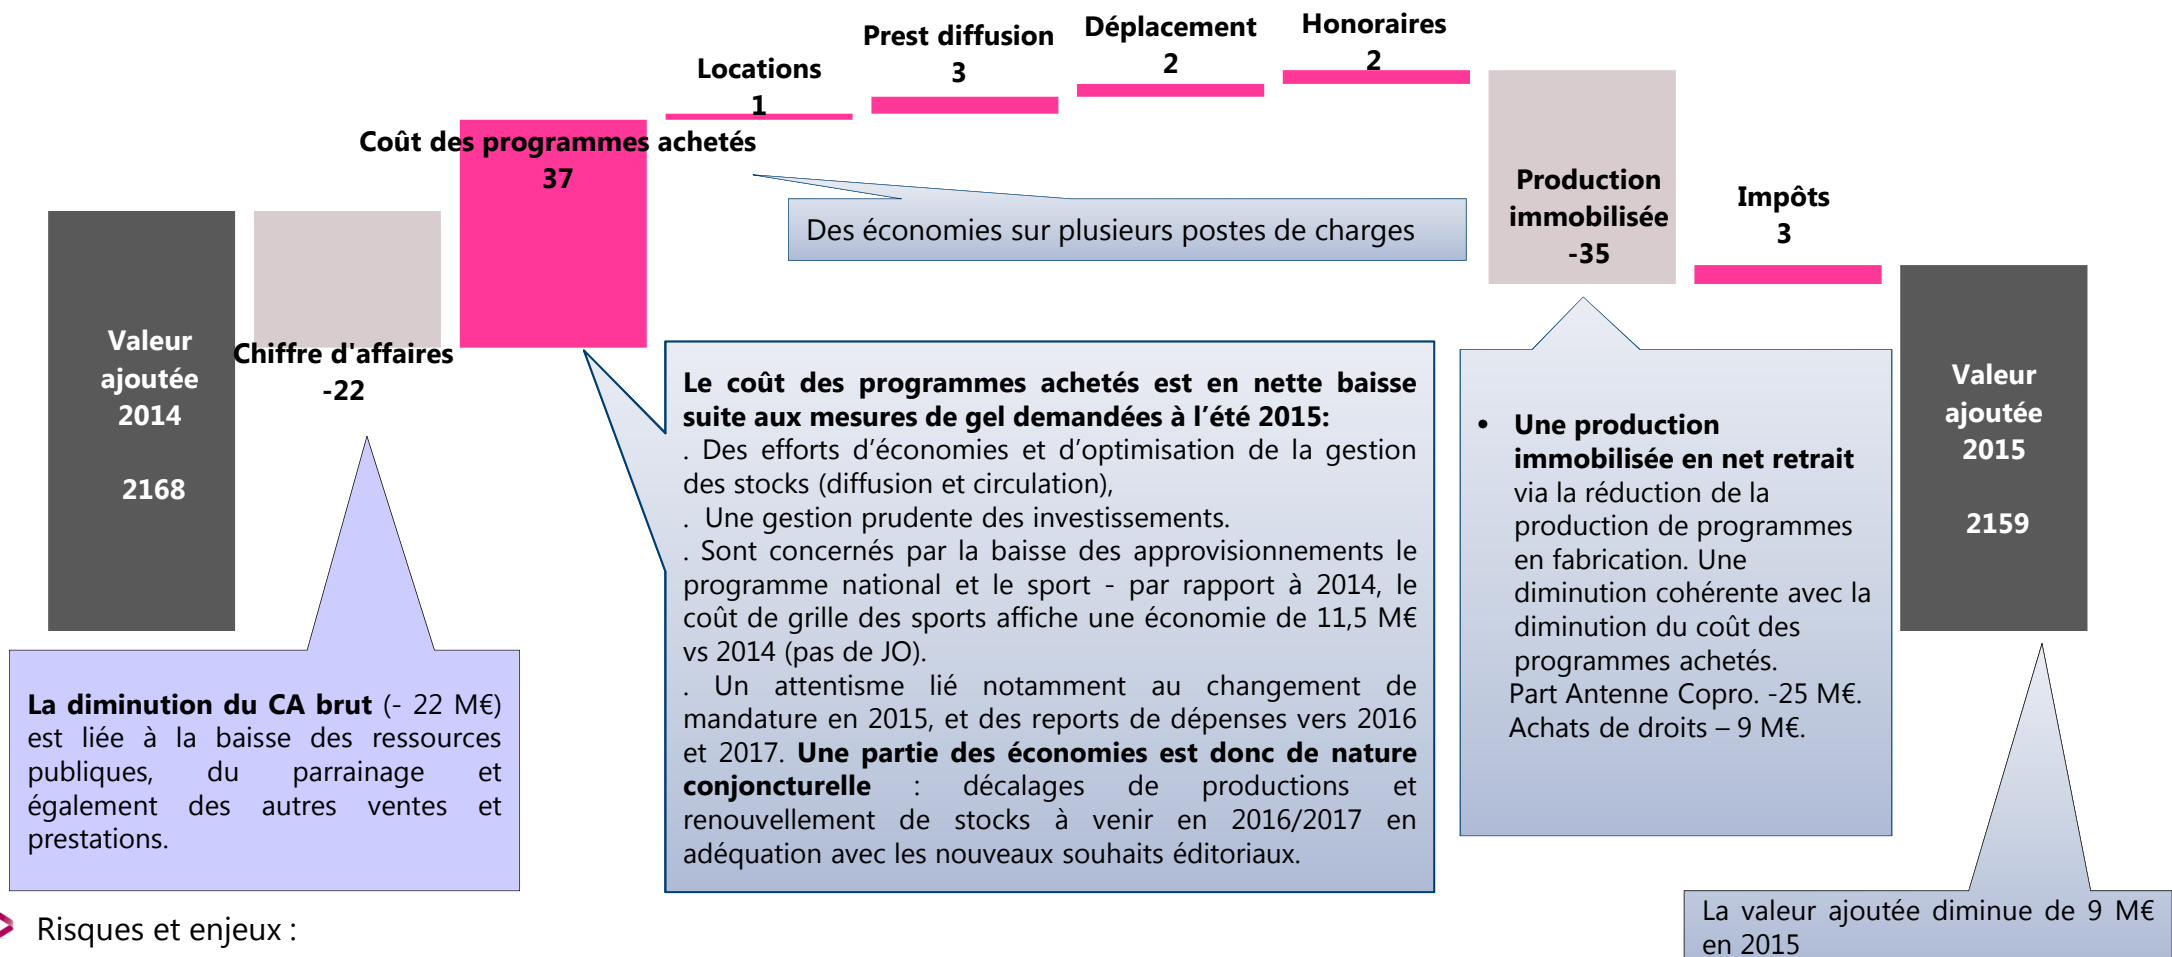 Valeur
ajoutée
2014
2168
Chiffre d'affaires
-22
Coût des programmes achetés
37
Locations
1
Prest diffusion
3
Déplacement
2
Honoraires
2
Production
immobilisée
-35
Impôts
3
Valeur
ajoutée
2015
2159
Des économies sur plusieurs postes de charges
La diminution du CA brut (- 22 M€)
est liée à la baisse des ressources
publiques, du parrainage et
également des autres ventes et
prestations.
Le coût des programmes achetés est en nette baisse
suite aux mesures de gel demandées à l’été 2015:
. Des efforts d’économies et d’optimisation de la gestion
des stocks (diffusion et circulation),
. Une gestion prudente des investissements.
. Sont concernés par la baisse des approvisionnements le
programme national et le sport - par rapport à 2014, le
coût de grille des sports affiche une économie de 11,5 M€
vs 2014 (pas de JO).
. Un attentisme lié notamment au changement de
mandature en 2015, et des reports de dépenses vers 2016
et 2017. Une partie des économies est donc de nature
conjoncturelle : décalages de productions et
renouvellement de stocks à venir en 2016/2017 en
adéquation avec les nouveaux souhaits éditoriaux.
• Une production
immobilisée en net retrait
via la réduction de la
production de programmes
en fabrication. Une
diminution cohérente avec la
diminution du coût des
programmes achetés.
Part Antenne Copro. -25 M€.
Achats de droits – 9 M€.
La valeur ajoutée diminue de 9 M€
en 2015
Risques et enjeux :